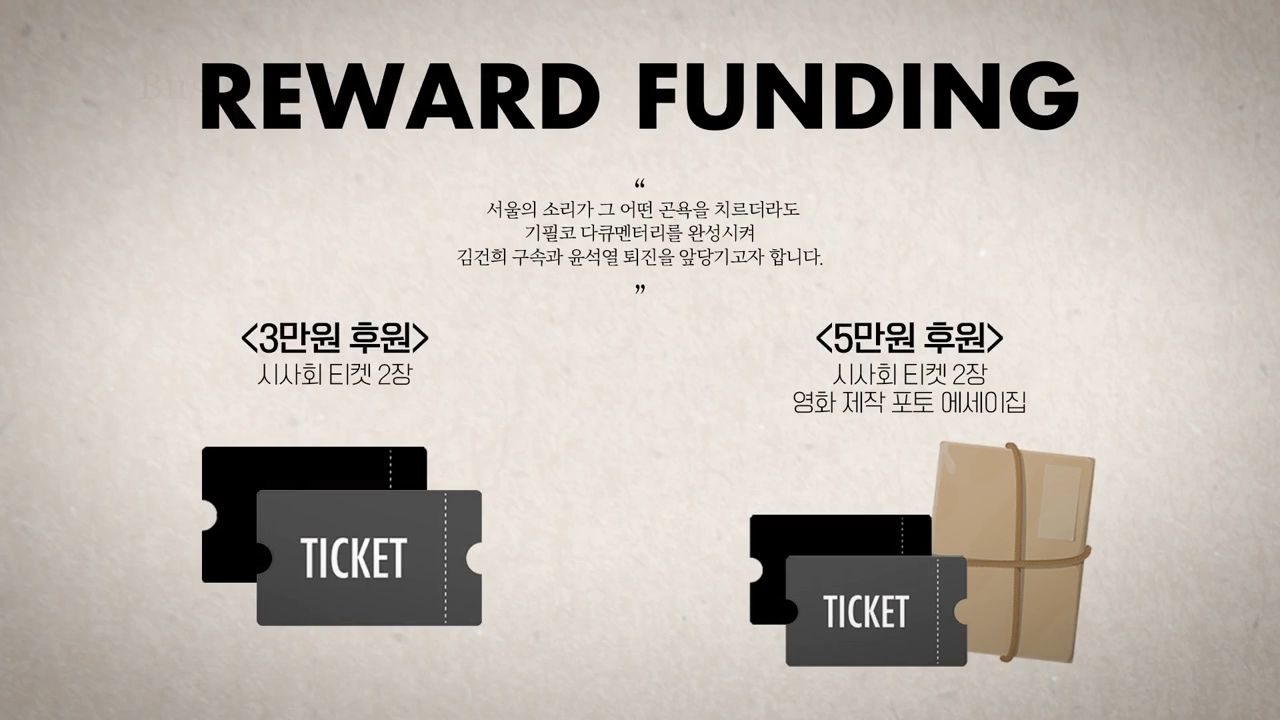 REWARD FUNDING
“
서울의 소리가 그 어떤 곤욕을 치르더라도
기필코 다큐멘터리를 완성시켜
김건희 구속과 윤석열 퇴진을 앞당기고자 합니다.
”
<3만원 후원>
시사회 티켓 2장
<5만원 후원>
시사회 티켓 2장
영화 제작 포토 에세이집
TICKET
TICKET